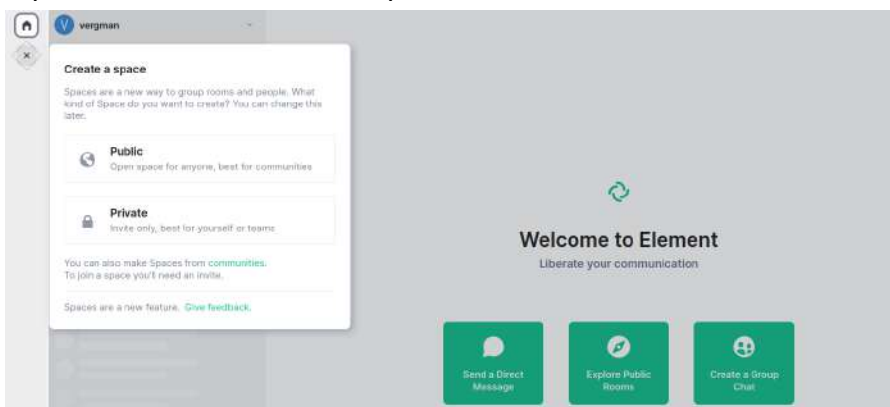 V vergman
Create a space
Spaces are a new way to group rooms and people. What
kind of Space do you want to create? You can change this
later.
Public
Open space for anyone, best for communities
Private
Invite only, best for yourself or teams
You can also make Spaces from communities.
To join a space you'll need an invite.
Spaces are a new feature. Give feedback.
Welcome to Element
Liberate your communication
Send a Direct
Message
Explore Public
Rooms
Create a Group
Chat